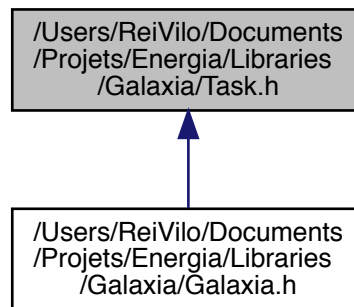 /Users/ReiVilo/Documents
/Projets/Energia/Libraries
/Galaxia/Task.h
/Users/ReiVilo/Documents
/Projets/Energia/Libraries
/Galaxia/Galaxia.h